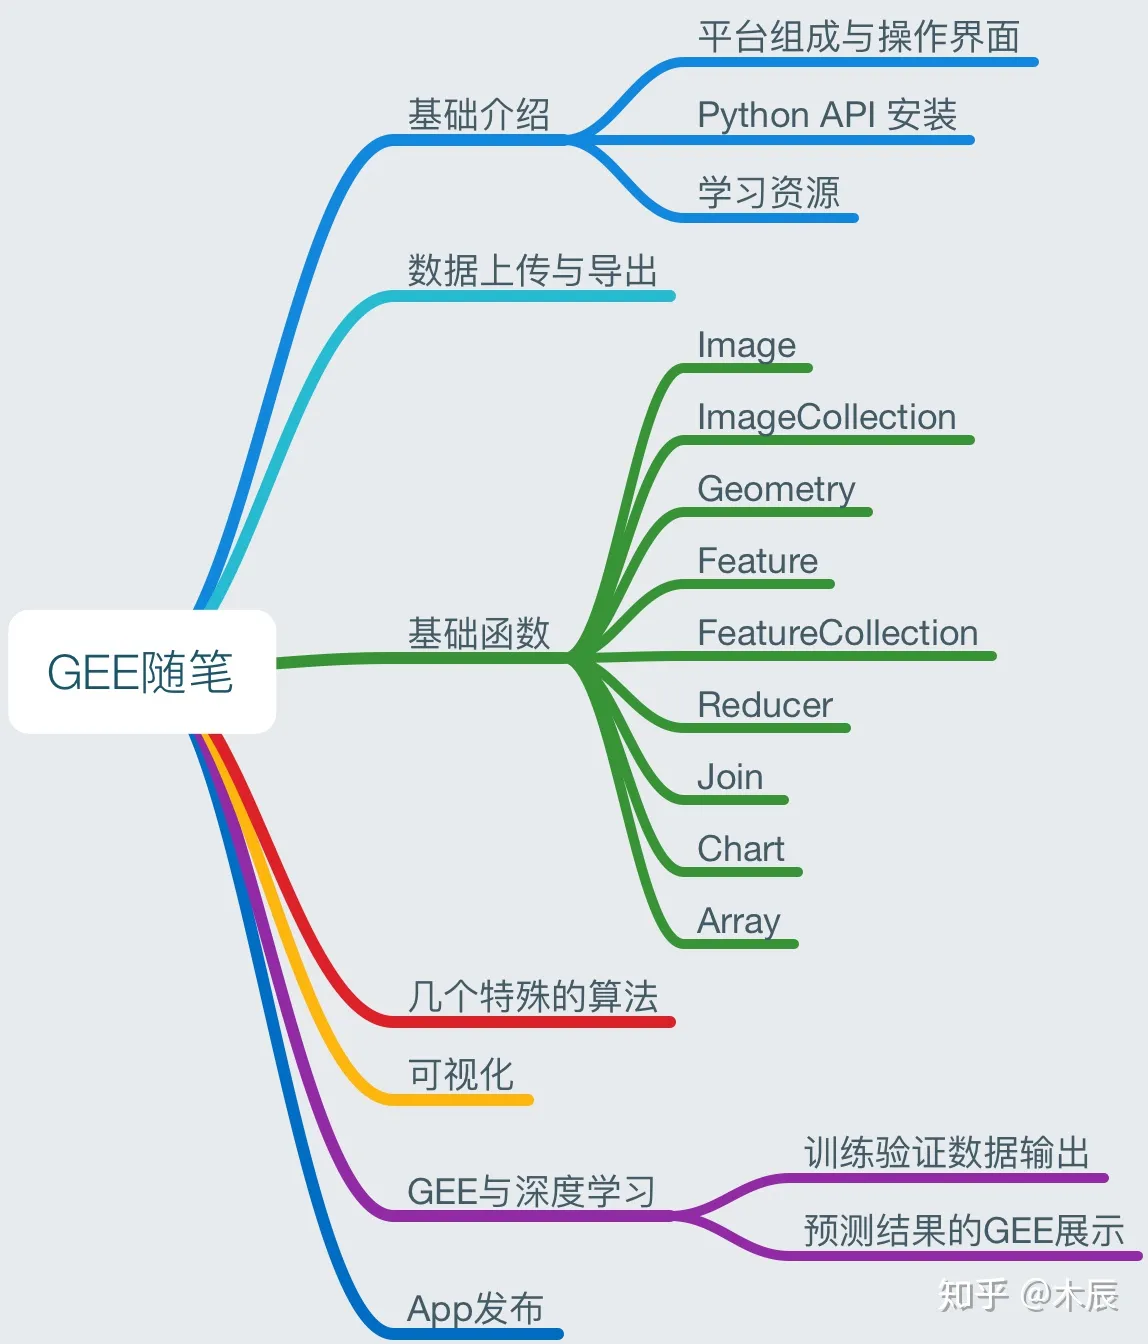 GEE随笔
基础介绍
平台组成与操作界面
Python API 安装
学习资源
数据上传与导出
基础函数
Image
ImageCollection
Geometry
Feature
FeatureCollection
Reducer
Join
Chart
Array
几个特殊的算法
可视化
GEE与深度学习
训练验证数据输出
预测结果的GEE展示
App发布
知乎 @木辰